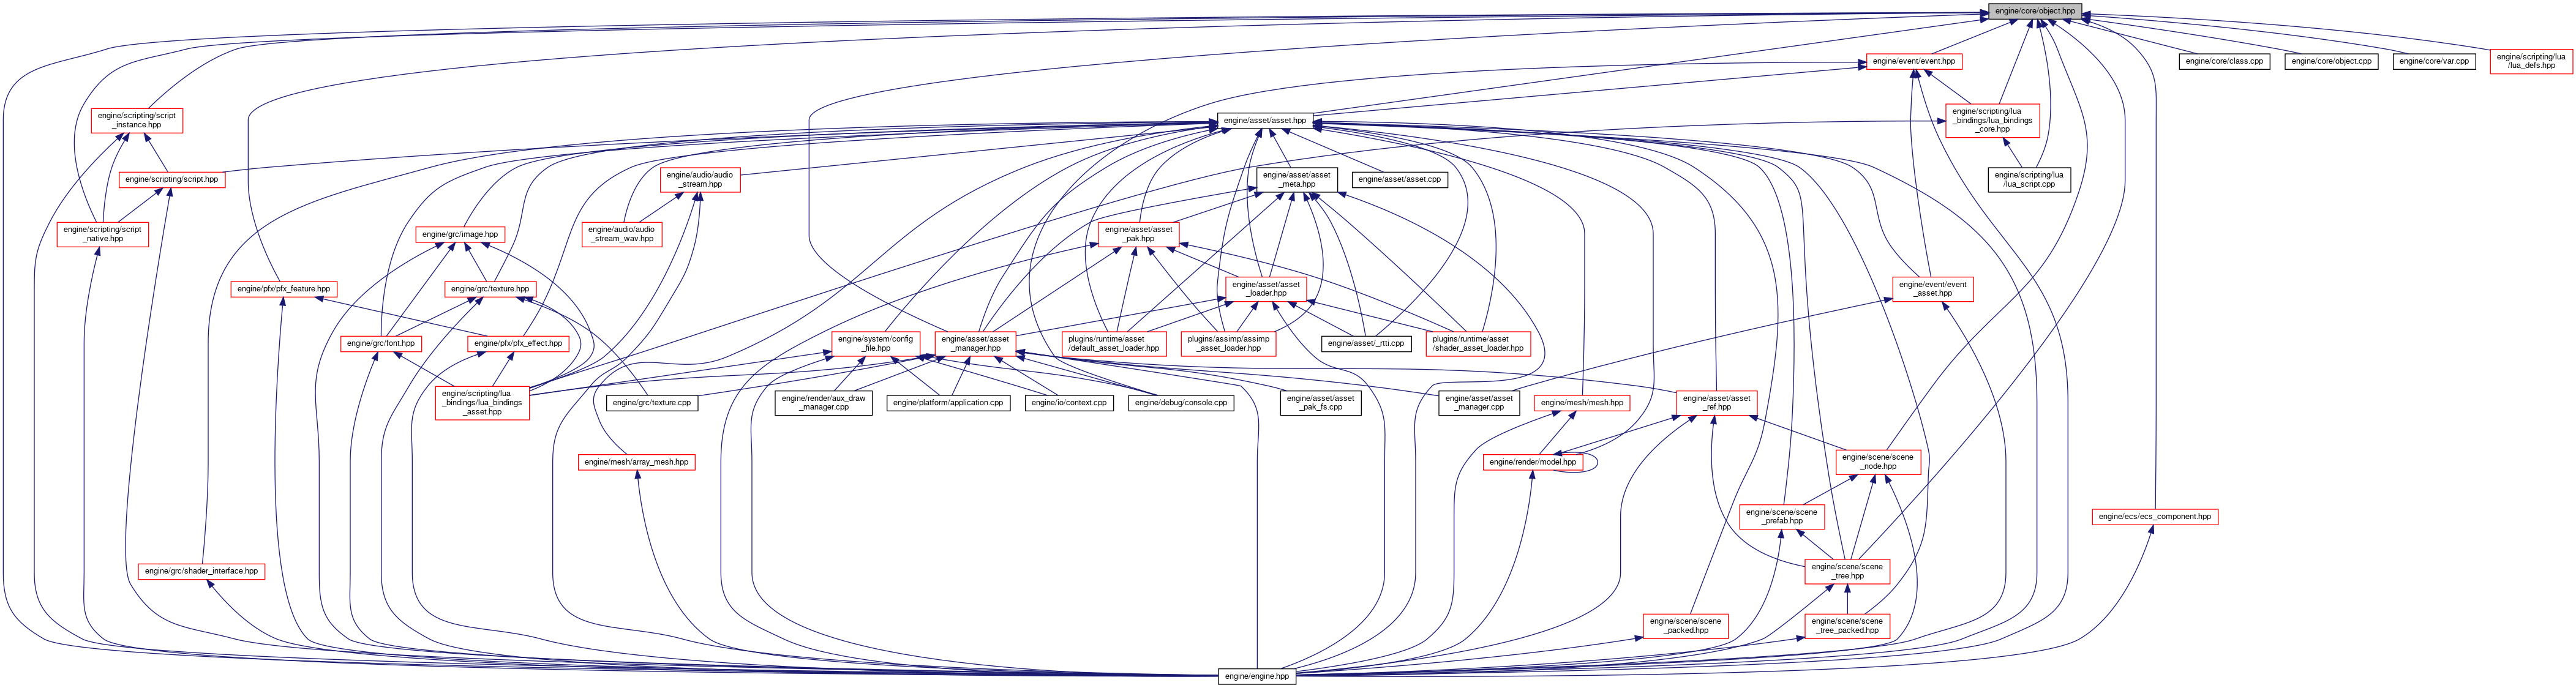 engine/core/object.hpp
engine/event/event.hpp
engine/core/class.cpp
engine/core/object.cpp
engine/core/var.cpp
engine/scripting/lua
/lua_defs.hpp
engine/scripting/script
_instance.hpp
engine/asset/asset.hpp
engine/scripting/lua
_bindings/lua_bindings
_core.hpp
engine/scripting/script.hpp
engine/audio/audio
_stream.hpp
engine/asset/asset
_meta.hpp
engine/asset/asset.cpp
engine/scripting/lua
/lua_script.cpp
engine/scripting/script
_native.hpp
engine/grc/image.hpp
engine/audio/audio
_stream_wav.hpp
engine/asset/asset
_pak.hpp
engine/pfx/pfx_feature.hpp
engine/grc/texture.hpp
engine/asset/asset
_loader.hpp
engine/event/event
_asset.hpp
engine/grc/font.hpp
engine/pfx/pfx_effect.hpp
engine/system/config
_file.hpp
engine/asset/asset
_manager.hpp
plugins/runtime/asset
/default_asset_loader.hpp
plugins/assimp/assimp
_asset_loader.hpp
engine/asset/_rtti.cpp
plugins/runtime/asset
/shader_asset_loader.hpp
engine/scripting/lua
_bindings/lua_bindings
_asset.hpp
engine/grc/texture.cpp
engine/render/aux_draw
_manager.cpp
engine/platform/application.cpp
engine/io/context.cpp
engine/debug/console.cpp
engine/asset/asset
_pak_fs.cpp
engine/asset/asset
_manager.cpp
engine/mesh/mesh.hpp
engine/asset/asset
_ref.hpp
engine/mesh/array_mesh.hpp
engine/render/model.hpp
engine/scene/scene
_node.hpp
engine/scene/scene
_prefab.hpp
engine/ecs/ecs_component.hpp
engine/grc/shader_interface.hpp
engine/scene/scene
_tree.hpp
engine/scene/scene
_packed.hpp
engine/scene/scene
_tree_packed.hpp
engine/engine.hpp